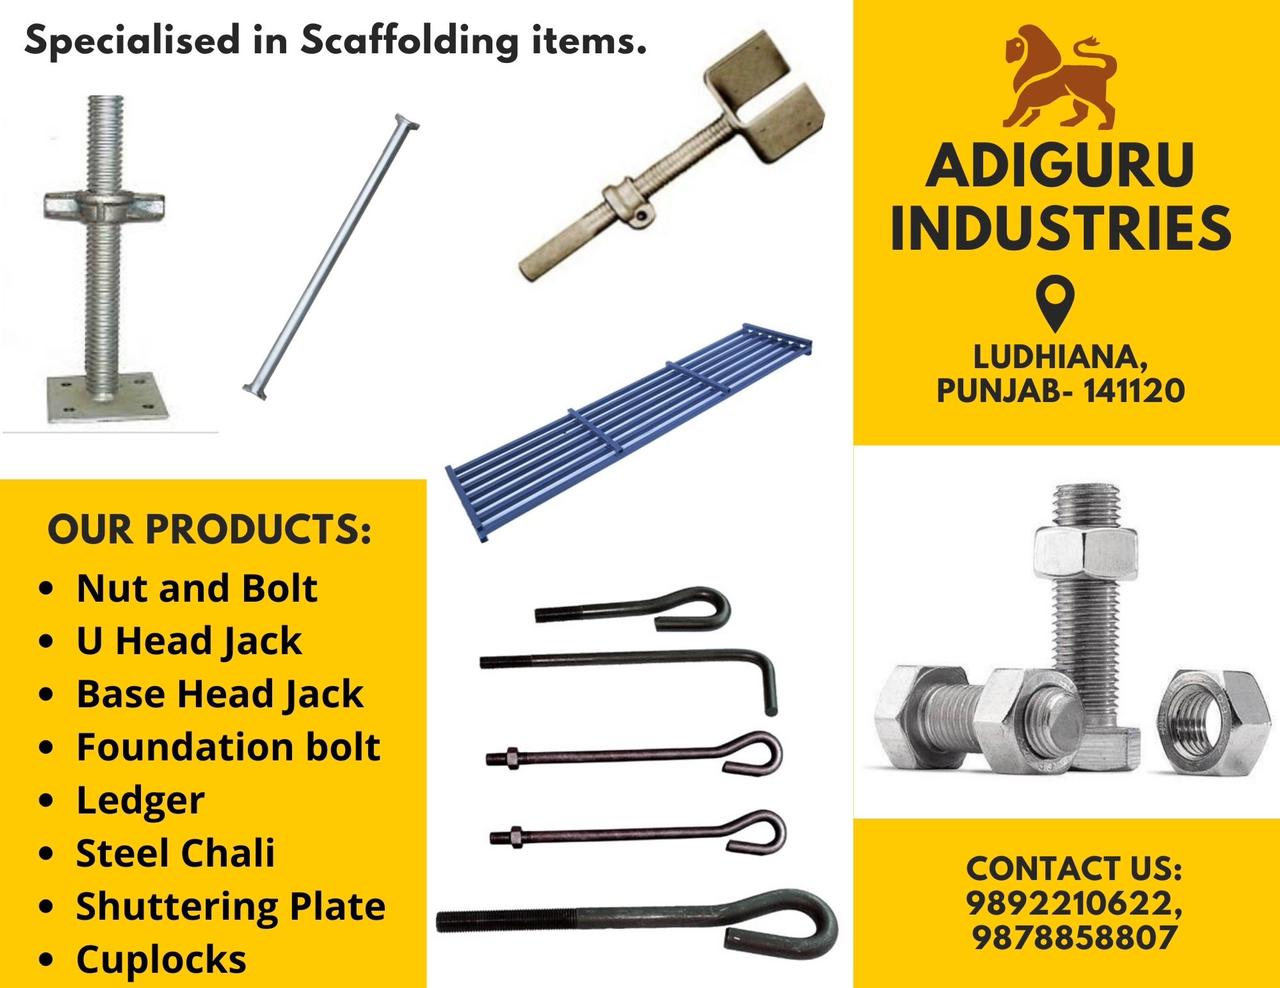 Specialised in Scaffolding items.
ADIGURU
INDUSTRIES
LUDHIANA,
PUNJAB- 141120
OUR PRODUCTS:
• Nut and Bolt
• U Head Jack
• Base Head Jack
• Foundation bolt
• Ledger
• Steel Chali
• Shuttering Plate
• Cuplocks
CONTACT US:
9892210622,
9878858807